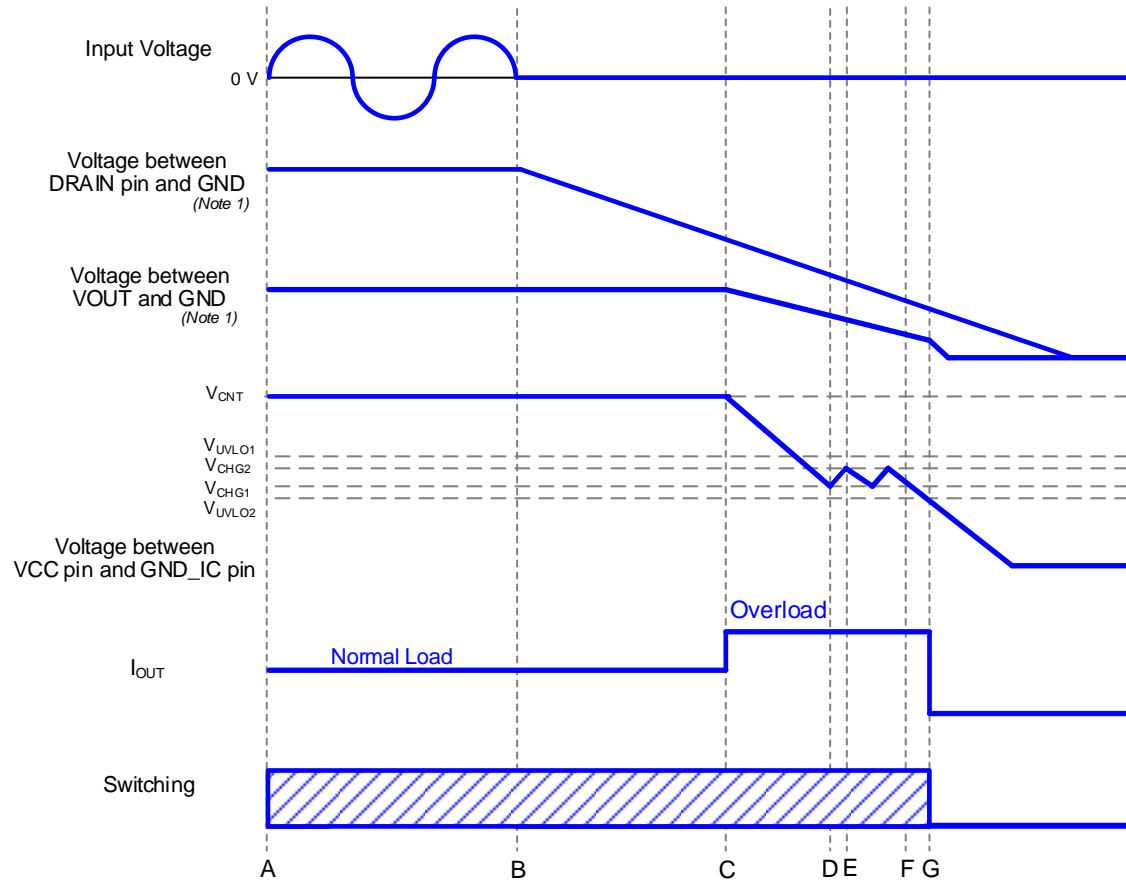 Input Voltage
0 V
Voltage between
DRAIN pin and GND
(Note 1)
Voltage between
VOUT and GND
(Note 1)
VCNT
VUVLO1
VCHG2
VCHG1
VUVLO2
Voltage between
VCC pin and GND_IC pin
Overload
Normal Load
IOUT
Switching
A B C D E F G